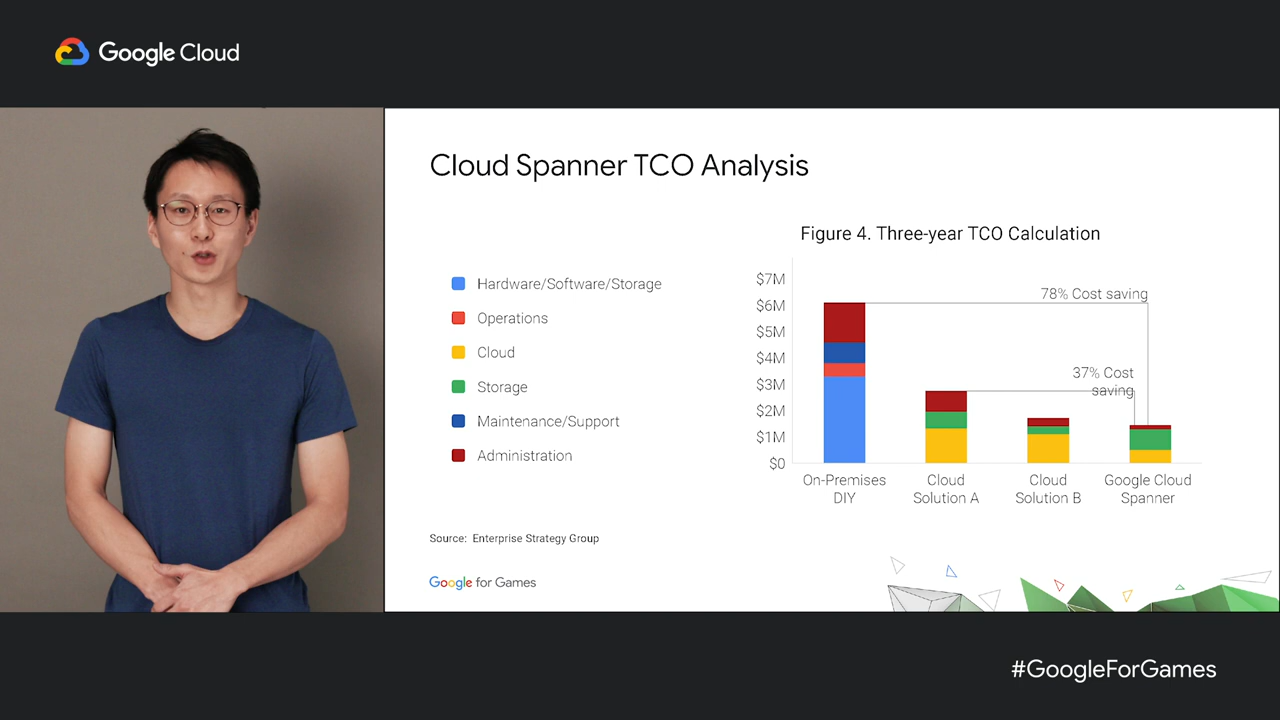 Google Cloud
Cloud Spanner TCO Analysis
Figure 4. Three-year TCO Calculation
Hardware/Software/Storage
Operations
Cloud
Storage
Maintenance/Support
Administration
$7M
$6M
$5M
$4M
$3M
$2M
$1M
$0
78% Cost saving
37% Cost
saving
On-Premises
DIY
Cloud
Solution A
Cloud
Solution B
Google Cloud
Spanner
Source: Enterprise Strategy Group
Google for Games
#GoogleForGames